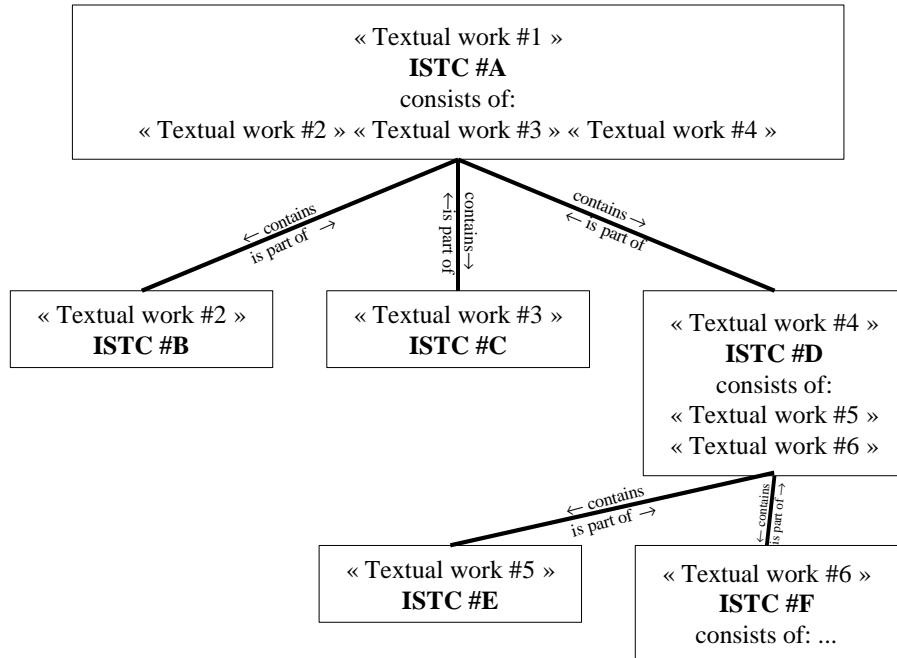 « Textual work #1 »
ISTC #A
consists of:
« Textual work #2 » « Textual work #3 » « Textual work #4 »
← contains
is part of →
contains→
←is part of
contains →
← is part of
« Textual work #2 »
ISTC #B
« Textual work #3 »
ISTC #C
« Textual work #4 »
ISTC #D
consists of:
« Textual work #5 »
« Textual work #6 »
← contains
is part of →
← contains
is part of →
« Textual work #5 »
ISTC #E
« Textual work #6 »
ISTC #F
consists of: ...